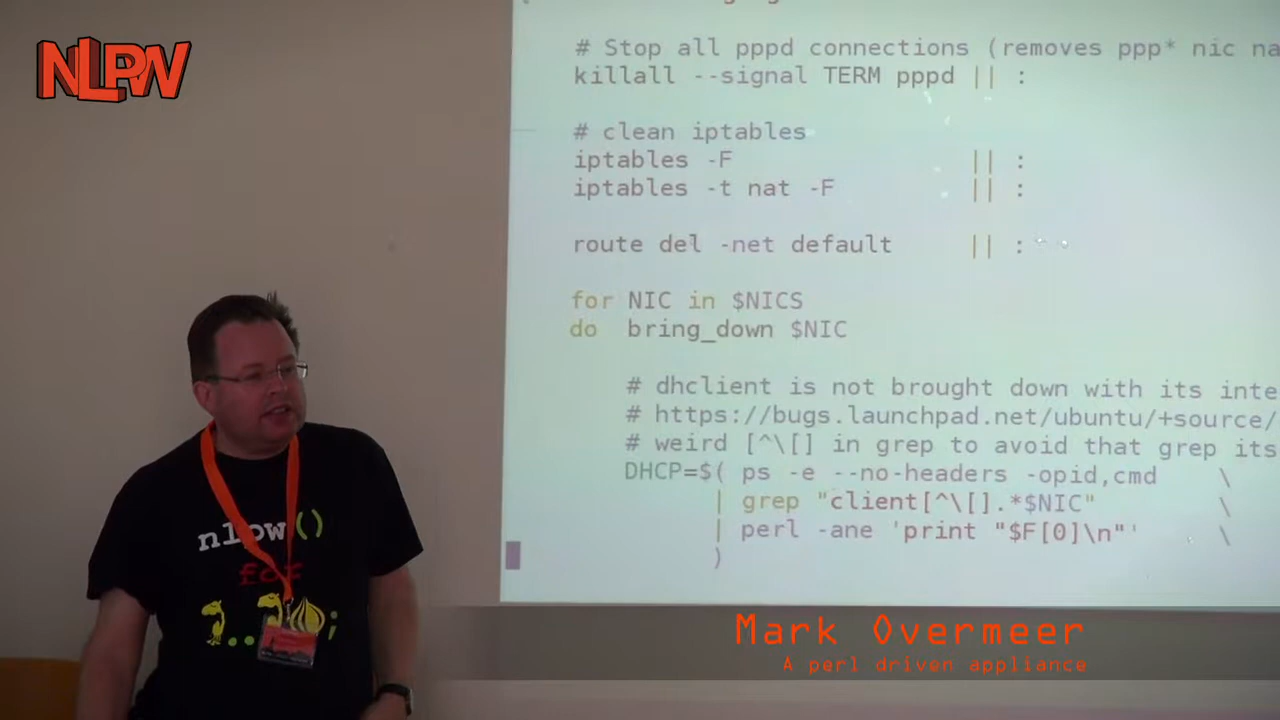 NLPW
# Stop all pppd connections (removes ppp* nic na
killall --signal TERM pppd || :
# clean iptables
iptables -F || :
iptables -t nat -F || :
route del -net default || :
for NIC in $NICS
do bring_down $NIC
# dhclient is not brought down with its inte
# https://bugs.launchpad.net/ubuntu/+source/
# weird [^\[] in grep to avoid that grep its
DHCP=$( ps -e --no-headers -opid,cmd \
| grep "client[^\[].*$NIC" \
| perl -ane 'print "$F[0]\n"' \
)
nlow()
for
1..
;
Mark Overmeer
A perl driven appliance